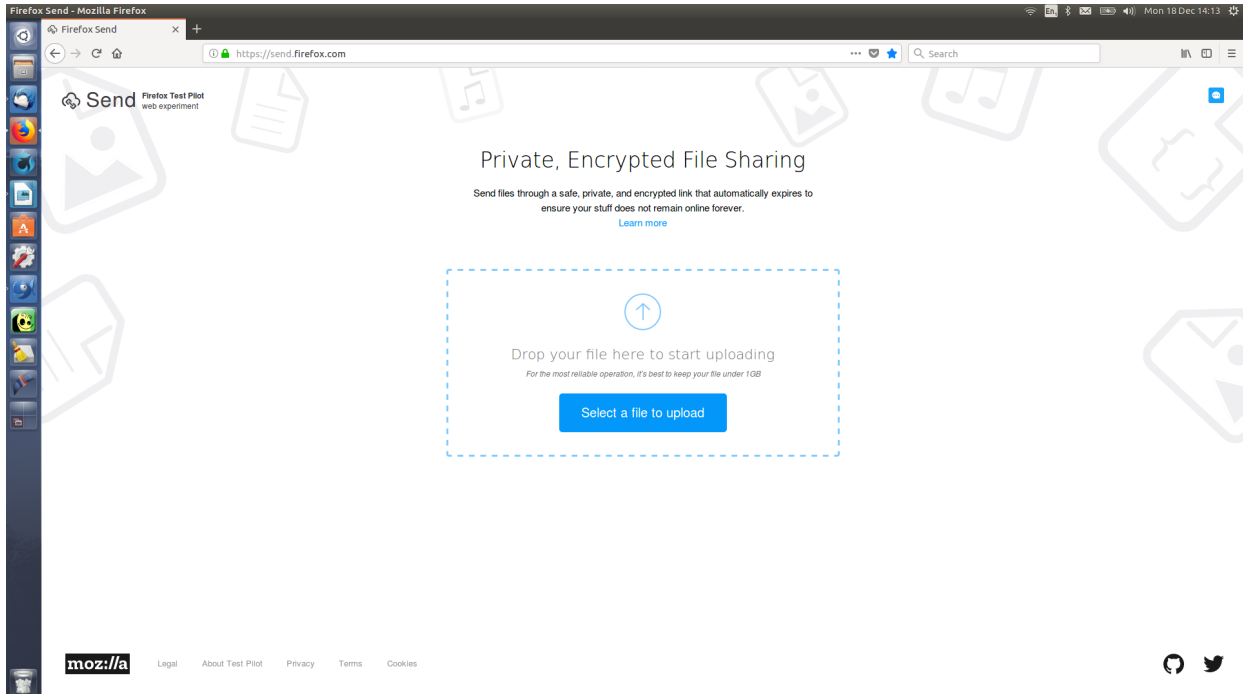 Firefox Send - Mozilla Firefox
En
Mon 18 Dec 14:13
Firefox Send
https://send.firefox.com
Search
Send
Firefox Test Pilot
web experiment
Private, Encrypted File Sharing
Send files through a safe, private, and encrypted link that automatically expires to
ensure your stuff does not remain online forever.
Learn more
Drop your file here to start uploading
For the most reliable operation, it's best to keep your file under 1GB
Select a file to upload
moz://a
Legal
About Test Pilot
Privacy
Terms
Cookies